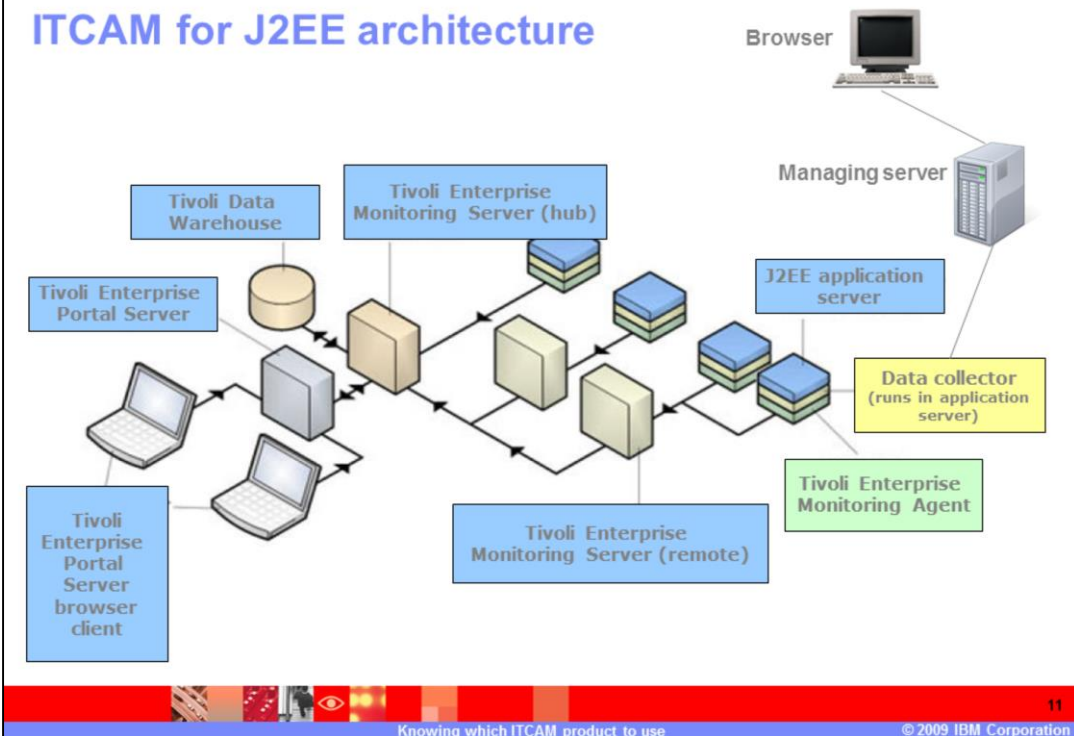 ITCAM for J2EE architecture
Browser
Managing server
Tivoli Data
Warehouse
Tivoli Enterprise
Monitoring Server (hub)
Tivoli Enterprise
Portal Server
J2EE application
server
Data collector
(runs in application
server)
Tivoli Enterprise
Monitoring Agent
Tivoli Enterprise
Monitoring Server (remote)
Tivoli
Enterprise
Portal
Server
browser
client
11
Knowing which ITCAM product to use
© 2009 IBM Corporation